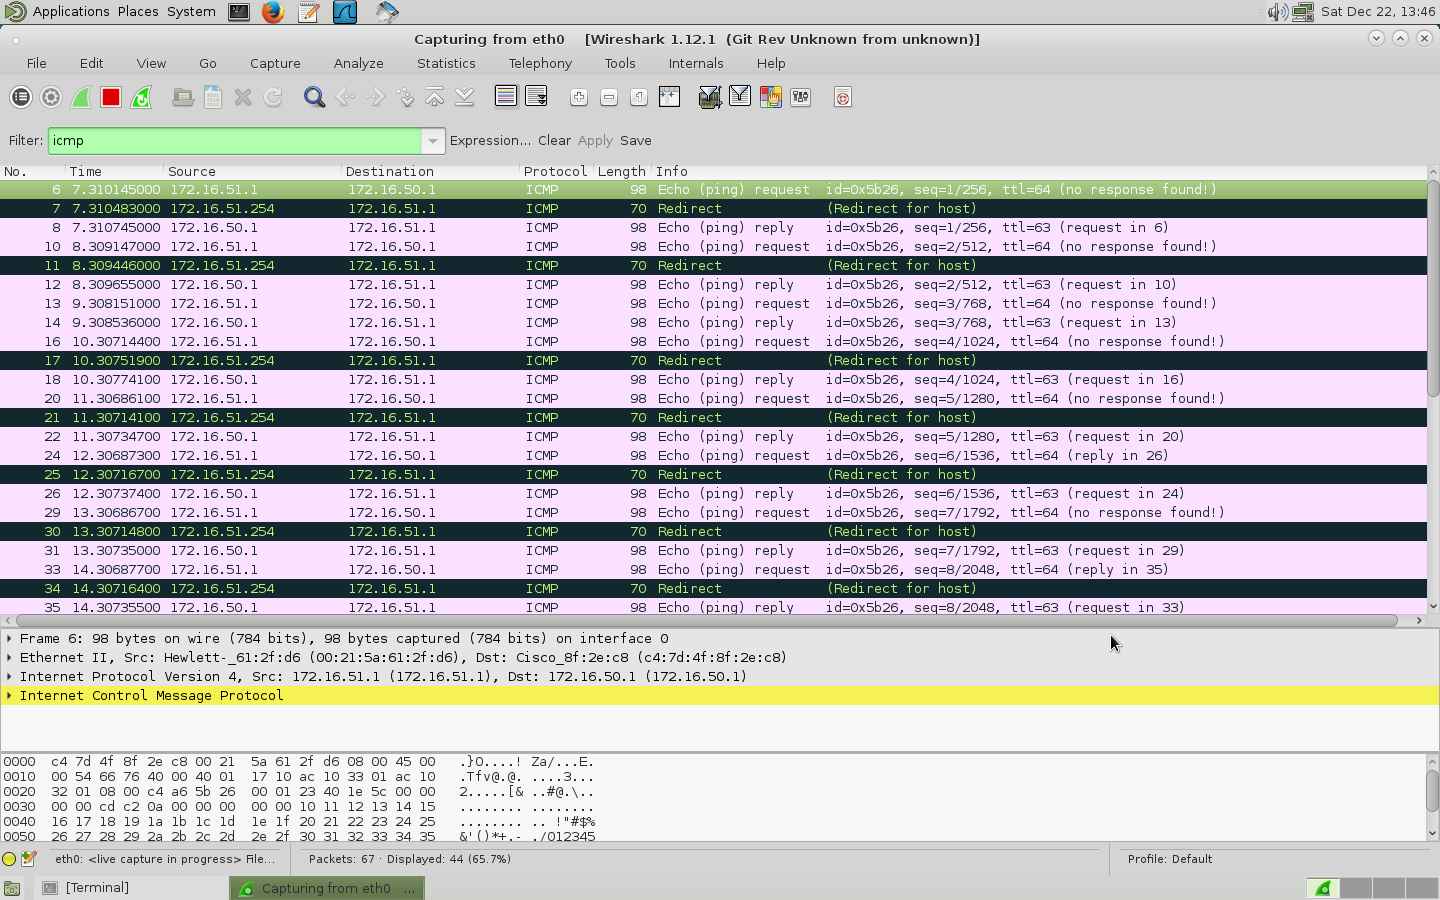 Applications Places System Sat Dec 22, 13:46
Capturing from eth0 [Wireshark 1.12.1 (Git Rev Unknown from unknown)]
File Edit View Go Capture Analyze Statistics Telephony Tools Internals Help
Filter: icmp Expression... Clear Apply Save
No. Time Source Destination Protocol Length Info
6 7.310145000 172.16.51.1 172.16.50.1 ICMP 98 Echo (ping) request id=0x5b26, seq=1/256, ttl=64 (no response found!)
7 7.310483000 172.16.51.254 172.16.51.1 ICMP 70 Redirect (Redirect for host)
8 7.310745000 172.16.50.1 172.16.51.1 ICMP 98 Echo (ping) reply id=0x5b26, seq=1/256, ttl=63 (request in 6)
10 8.309147000 172.16.51.1 172.16.50.1 ICMP 98 Echo (ping) request id=0x5b26, seq=2/512, ttl=64 (no response found!)
11 8.309446000 172.16.51.254 172.16.51.1 ICMP 70 Redirect (Redirect for host)
12 8.309655000 172.16.50.1 172.16.51.1 ICMP 98 Echo (ping) reply id=0x5b26, seq=2/512, ttl=63 (request in 10)
13 9.308151000 172.16.51.1 172.16.50.1 ICMP 98 Echo (ping) request id=0x5b26, seq=3/768, ttl=64 (no response found!)
14 9.308536000 172.16.50.1 172.16.51.1 ICMP 98 Echo (ping) reply id=0x5b26, seq=3/768, ttl=63 (request in 13)
16 10.30714400 172.16.51.1 172.16.50.1 ICMP 98 Echo (ping) request id=0x5b26, seq=4/1024, ttl=64 (no response found!)
17 10.30751900 172.16.51.254 172.16.51.1 ICMP 70 Redirect (Redirect for host)
18 10.30774100 172.16.50.1 172.16.51.1 ICMP 98 Echo (ping) reply id=0x5b26, seq=4/1024, ttl=63 (request in 16)
20 11.30686100 172.16.51.1 172.16.50.1 ICMP 98 Echo (ping) request id=0x5b26, seq=5/1280, ttl=64 (no response found!)
21 11.30714100 172.16.51.254 172.16.51.1 ICMP 70 Redirect (Redirect for host)
22 11.30734700 172.16.50.1 172.16.51.1 ICMP 98 Echo (ping) reply id=0x5b26, seq=5/1280, ttl=63 (request in 20)
24 12.30687300 172.16.51.1 172.16.50.1 ICMP 98 Echo (ping) request id=0x5b26, seq=6/1536, ttl=64 (reply in 26)
25 12.30716700 172.16.51.254 172.16.51.1 ICMP 70 Redirect (Redirect for host)
26 12.30737400 172.16.50.1 172.16.51.1 ICMP 98 Echo (ping) reply id=0x5b26, seq=6/1536, ttl=63 (request in 24)
29 13.30686700 172.16.51.1 172.16.50.1 ICMP 98 Echo (ping) request id=0x5b26, seq=7/1792, ttl=64 (no response found!)
30 13.30714800 172.16.51.254 172.16.51.1 ICMP 70 Redirect (Redirect for host)
31 13.30735000 172.16.50.1 172.16.51.1 ICMP 98 Echo (ping) reply id=0x5b26, seq=7/1792, ttl=63 (request in 29)
33 14.30687700 172.16.51.1 172.16.50.1 ICMP 98 Echo (ping) request id=0x5b26, seq=8/2048, ttl=64 (reply in 35)
34 14.30716400 172.16.51.254 172.16.51.1 ICMP 70 Redirect (Redirect for host)
35 14.30735500 172.16.50.1 172.16.51.1 ICMP 98 Echo (ping) reply id=0x5b26, seq=8/2048, ttl=63 (request in 33)
Frame 6: 98 bytes on wire (784 bits), 98 bytes captured (784 bits) on interface 0
Ethernet II, Src: Hewlett-_61:2f:d6 (00:21:5a:61:2f:d6), Dst: Cisco_8f:2e:c8 (c4:7d:4f:8f:2e:c8)
Internet Protocol Version 4, Src: 172.16.51.1 (172.16.51.1), Dst: 172.16.50.1 (172.16.50.1)
Internet Control Message Protocol
0000 c4 7d 4f 8f 2e c8 00 21 5a 61 2f d6 08 00 45 00 .}O....! Za/...E.
0010 00 54 66 76 40 00 40 01 17 10 ac 10 33 01 ac 10 .Tfv@.@. ....3...
0020 32 01 08 00 c4 a6 5b 26 00 01 23 40 1e 5c 00 00 2.....[& ..#@.\..
0030 00 00 cd c2 0a 00 00 00 00 00 10 11 12 13 14 15 ........ ........
0040 16 17 18 19 1a 1b 1c 1d 1e 1f 20 21 22 23 24 25 ........ .. !"#$%
0050 26 27 28 29 2a 2b 2c 2d 2e 2f 30 31 32 33 34 35 &'()*+,- ./012345
eth0: <live capture in progress> File... Packets: 67 · Displayed: 44 (65.7%) Profile: Default
[Terminal] Capturing from eth0 ...